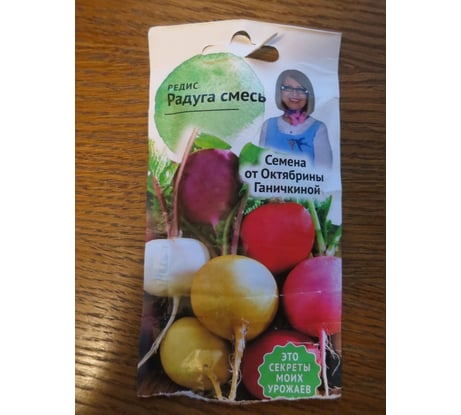 РЕДИС
Радуга смесь
Семена
от Октябрины
Ганичкиной
ЭТО
СЕКРЕТЫ
МОИХ
УРОЖАЕВ